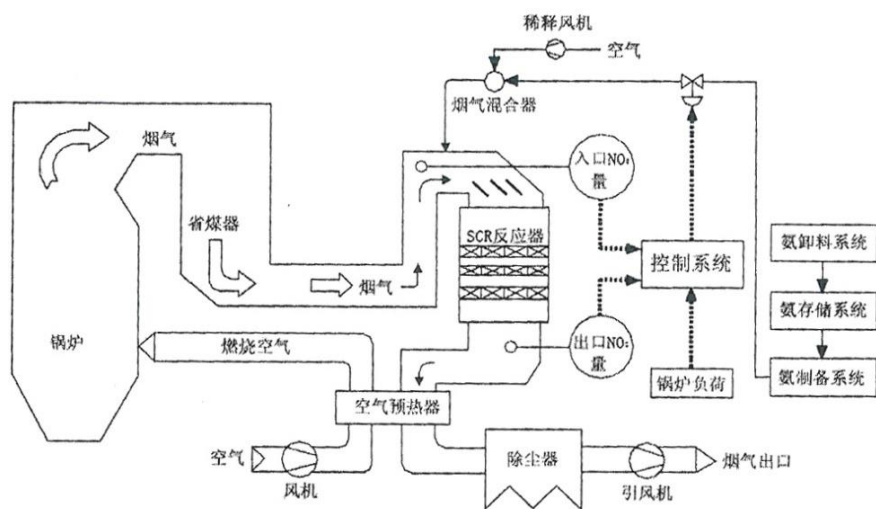 稀释风机
空气
烟气混合器
烟气
入口NOx
量
省煤器
SCR反应器
控制系统
氨卸料系统
烟气
氨存储系统
锅炉
燃烧空气
出口NOx
量
锅炉负荷
氨制备系统
空气预热器
空气
风机
除尘器
引风机
烟气出口